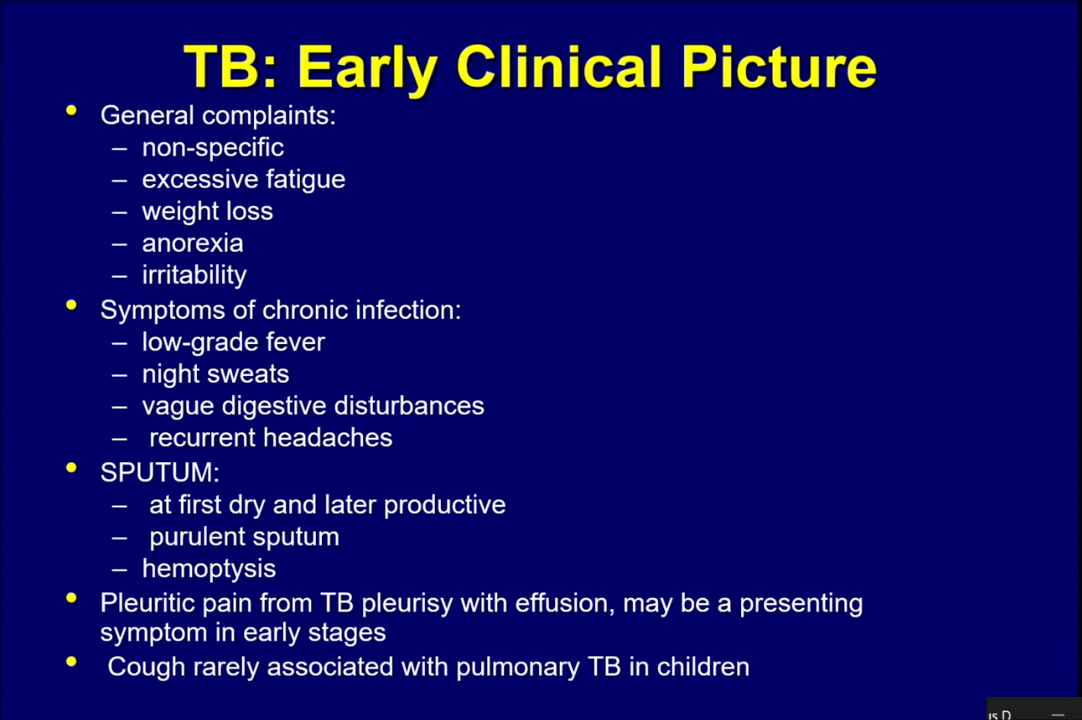 TB: Early Clinical Picture
• General complaints:
– non-specific
– excessive fatigue
– weight loss
– anorexia
– irritability
• Symptoms of chronic infection:
– low-grade fever
– night sweats
– vague digestive disturbances
– recurrent headaches
• SPUTUM:
– at first dry and later productive
– purulent sputum
– hemoptysis
• Pleuritic pain from TB pleurisy with effusion, may be a presenting
symptom in early stages
• Cough rarely associated with pulmonary TB in children